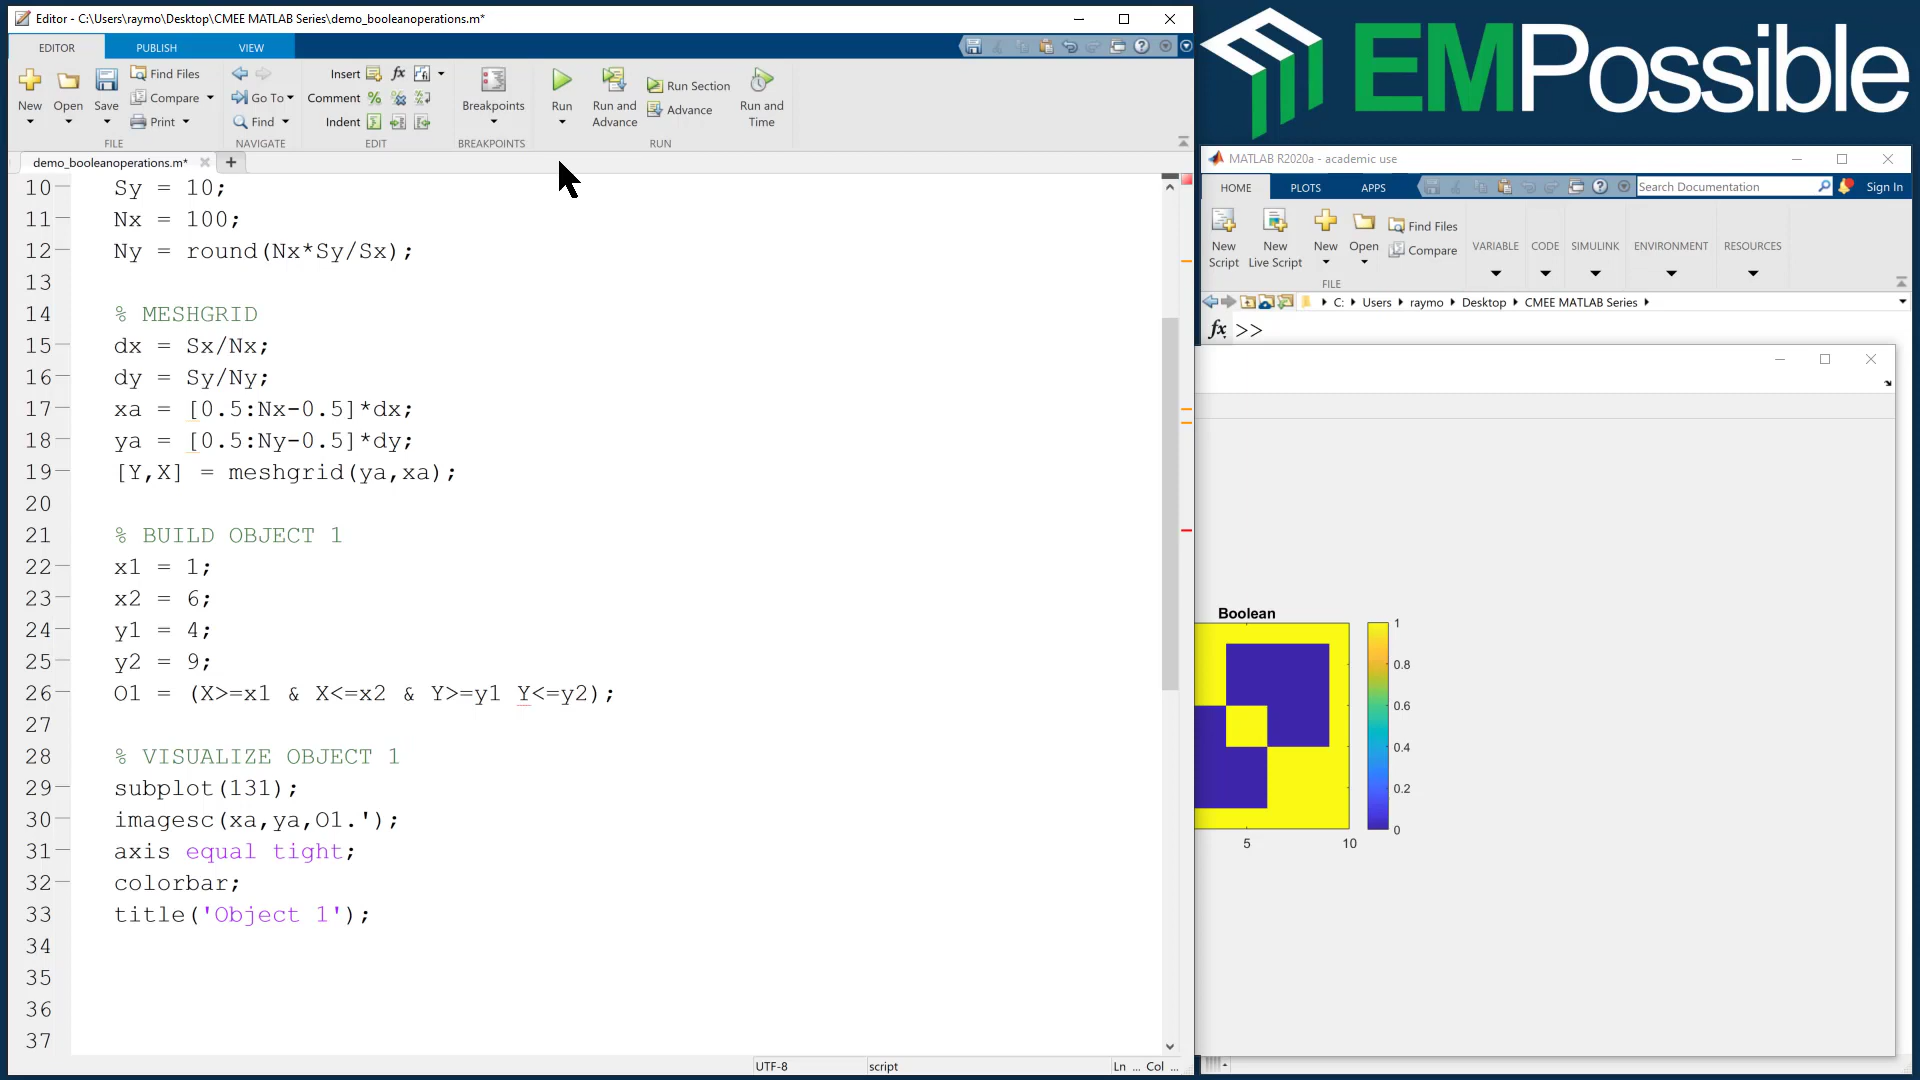 Editor - C:\Users\raymo\Desktop\CMEE MATLAB Series\demo_booleanoperations.m*
EDITOR PUBLISH VIEW
New Open Save Find Files Compare Print
FILE
Go To Find
NAVIGATE
Insert fx
Comment
Indent
EDIT
Breakpoints
BREAKPOINTS
Run Run and Advance Run Section Advance Run and Time
RUN
demo_booleanoperations.m* +
10 Sy = 10;
11 Nx = 100;
12 Ny = round(Nx*Sy/Sx);
13
14 % MESHGRID
15 dx = Sx/Nx;
16 dy = Sy/Ny;
17 xa = [0.5:Nx-0.5]*dx;
18 ya = [0.5:Ny-0.5]*dy;
19 [Y,X] = meshgrid(ya,xa);
20
21 % BUILD OBJECT 1
22 x1 = 1;
23 x2 = 6;
24 y1 = 4;
25 y2 = 9;
26 O1 = (X>=x1 & X<=x2 & Y>=y1 Y<=y2);
27
28 % VISUALIZE OBJECT 1
29 subplot(131);
30 imagesc(xa,ya,O1.');
31 axis equal tight;
32 colorbar;
33 title('Object 1');
34
35
36
37
UTF-8 script Ln ... Col ...
EMPossible
MATLAB R2020a - academic use
HOME PLOTS APPS Search Documentation Sign In
New Script New Live Script New Open Find Files Compare
FILE
VARIABLE CODE SIMULINK ENVIRONMENT RESOURCES
C: Users raymo Desktop CMEE MATLAB Series
fx >>
Boolean
1
0.8
0.6
0.4
0.2
0
5 10